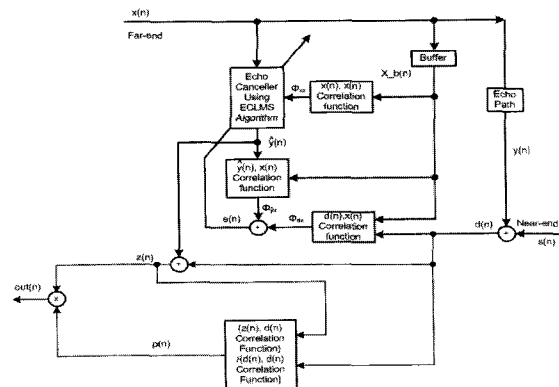 x(n)
Far-end
Buffer
X_b(n)
Echo
Canceller
Using
ECLMS
Algorithm
Φxx
x(n), x(n)
Correlation
function
Echo
Path
ŷ(n)
y(n)
ŷ(n), x(n)
Correlation
function
Φŷx
e(n)
Φdx
d(n),x(n)
Correlation
function
d(n)
Near-end
s(n)
z(n)
out(n)
x
p(n)
(z(n), d(n)
Correlation
Function)
/(d(n), d(n)
Correlation
Function)